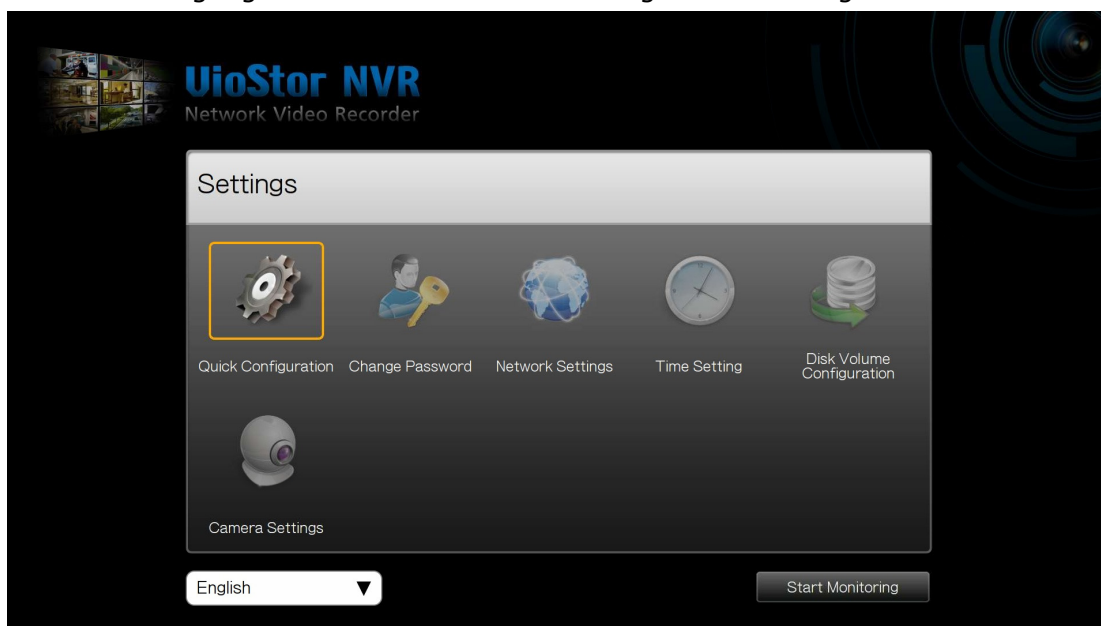 VioStor NVR
Network Video Recorder
Settings
Quick Configuration
Change Password
Network Settings
Time Setting
Disk Volume
Configuration
Camera Settings
English
Start Monitoring